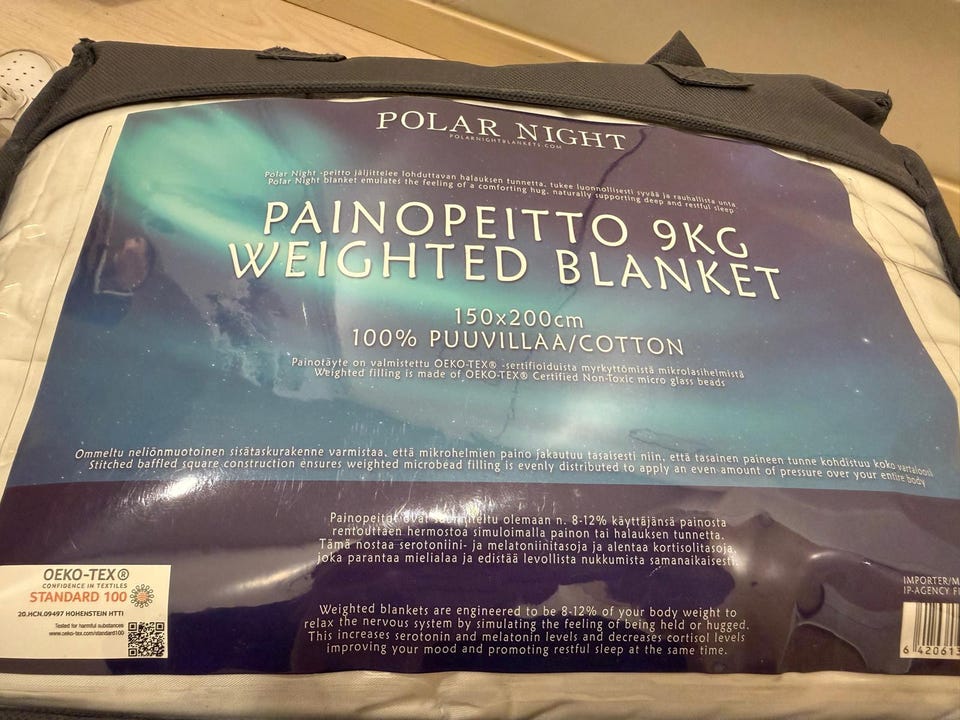 POLAR NIGHT
POLARNIGHTBLANKETS.COM
Polar Night -peitto jäljittelee lohduttavan halauksen tunnetta, tukee luonnollisesti syvää ja rauhallista unta
Polar Night blanket emulates the feeling of a comforting hug, naturally supporting deep and restful sleep
PAINOPEITTO 9KG
WEIGHTED BLANKET
150x200cm
100% PUUVILLAA/COTTON
Painotäyte on valmistettu OEKO-TEX® -sertifioiduista myrkyttömistä mikrolasihelmistä
Weighted filling is made of OEKO-TEX® Certified Non-Toxic micro glass beads
Ommeltu neliönmuotoinen sisätaskurakenne varmistaa, että mikrohelmien paino jakautuu tasaisesti niin, että tasainen paineen tunne kohdistuu koko vartaloosi
Stitched baffled square construction ensures weighted microbead filling is evenly distributed to apply an even amount of pressure over your entire body
Painopeitot ovat suunniteltu olemaan n. 8-12% käyttäjänsä painosta
rentouttaen hermostoa simuloimalla painon tai halauksen tunnetta.
Tämä nostaa serotoniini- ja melatoniinitasoja ja alentaa kortisolitasoja,
joka parantaa mielialaa ja edistää levollista nukkumista samanaikaisesti.
Weighted blankets are engineered to be 8-12% of your body weight to
relax the nervous system by simulating the feeling of being held or hugged.
This increases serotonin and melatonin levels and decreases cortisol levels
improving your mood and promoting restful sleep at the same time.
OEKO-TEX®
CONFIDENCE IN TEXTILES
STANDARD 100
20.HCN.09497 HOHENSTEIN HTTI
Tested for harmful substances
www.oeko-tex.com/standard100
IMPORTER/M
IP-AGENCY FI
6 420613